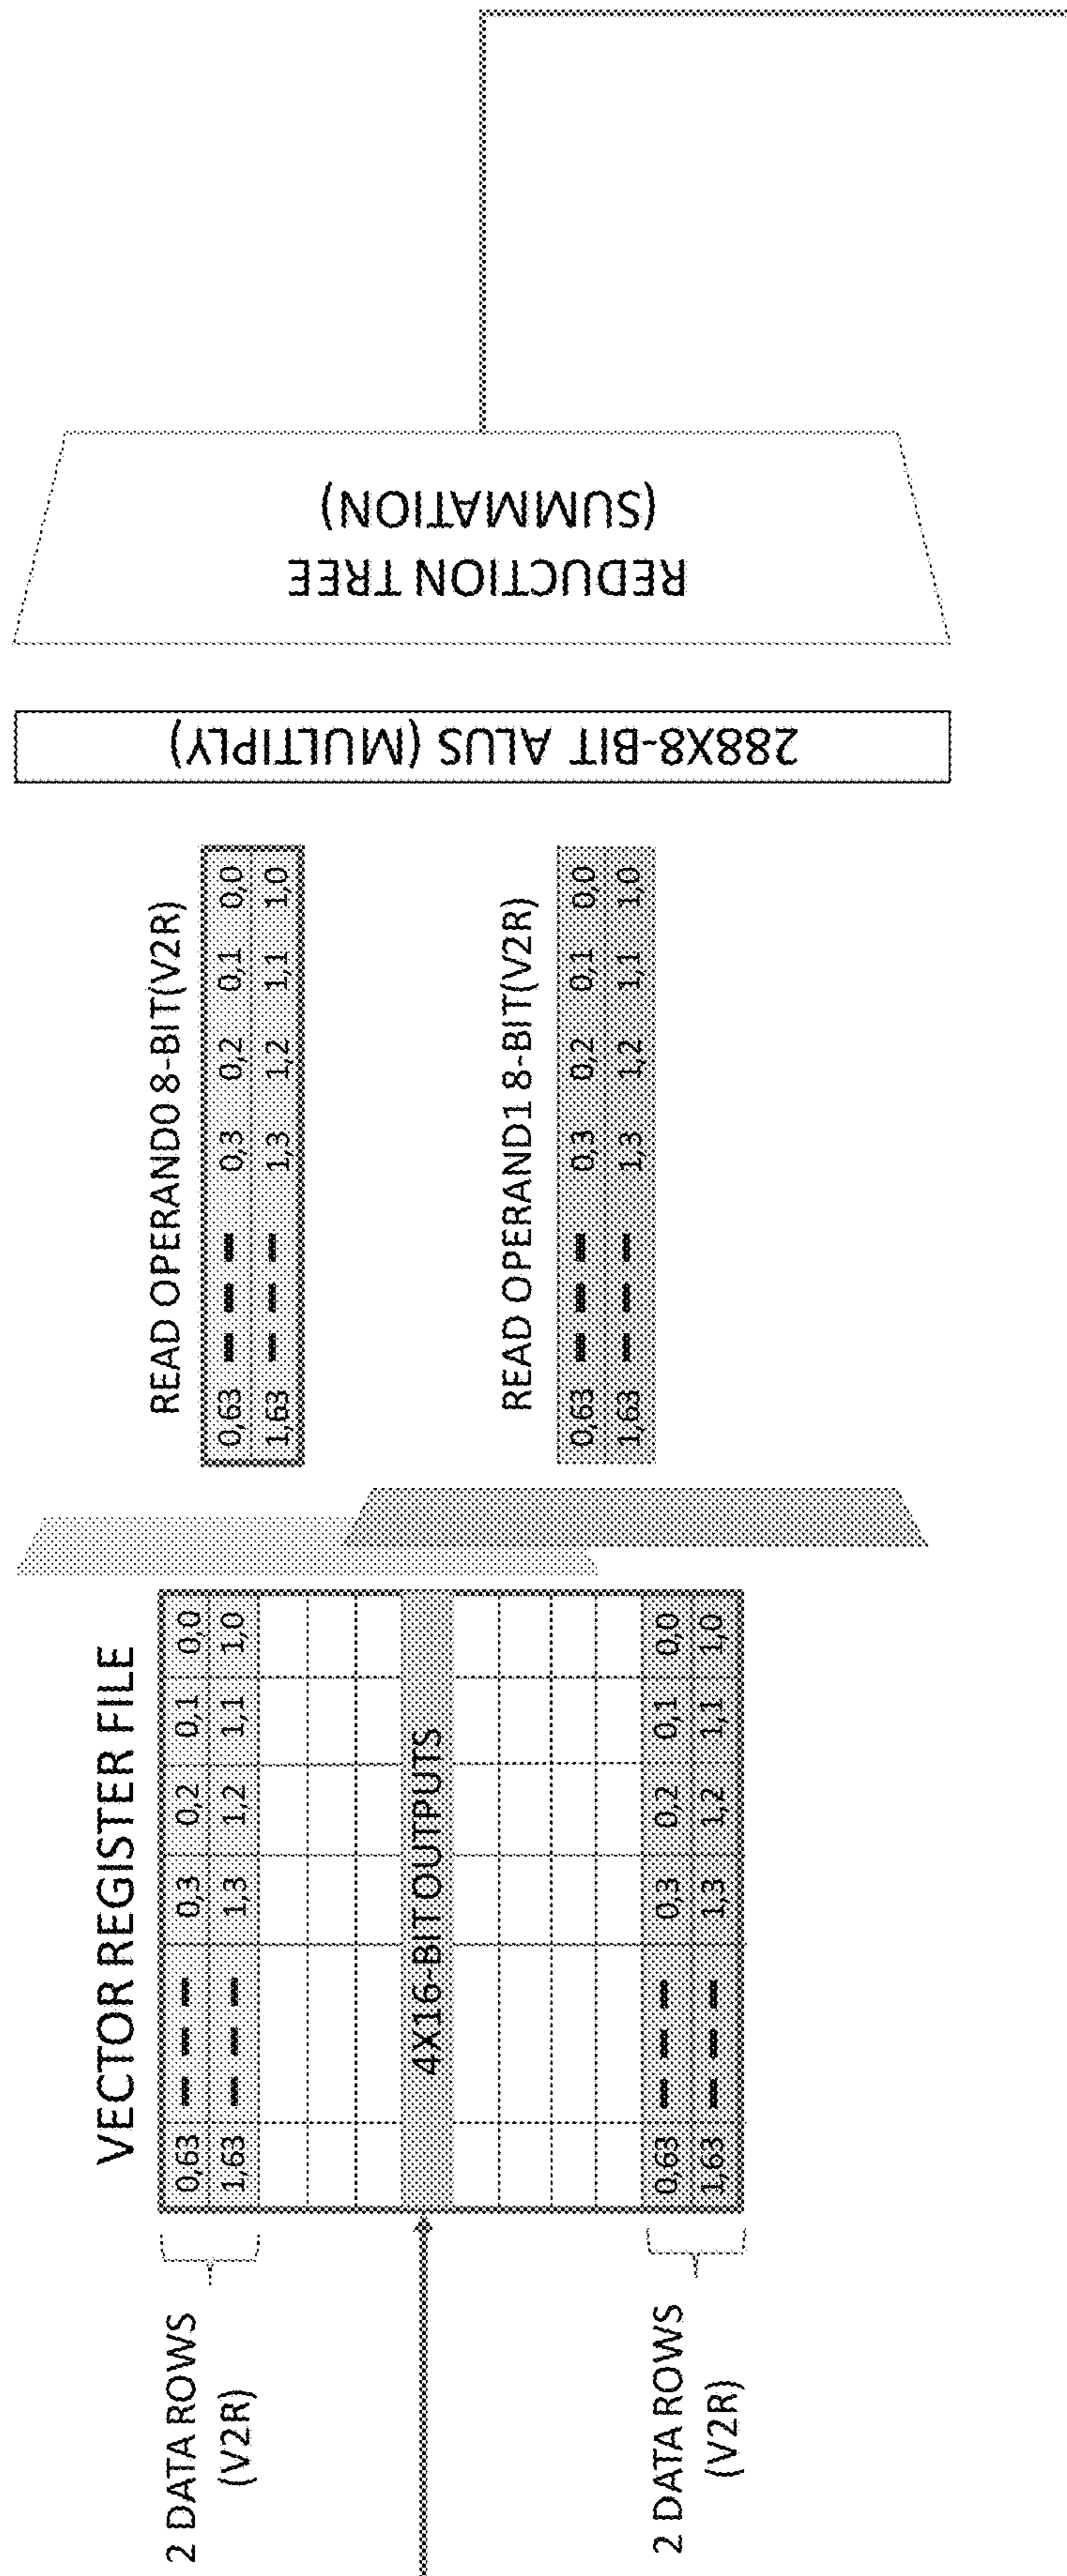 VECTOR REGISTER FILE
2 DATA ROWS
(V2R)
0,63 – – – 0,3 0,2 0,1 0,0
1,63 – – – 1,3 1,2 1,1 1,0
4X16-BIT OUTPUTS
2 DATA ROWS
(V2R)
0,63 – – – 0,3 0,2 0,1 0,0
1,63 – – – 1,3 1,2 1,1 1,0
READ OPERAND0 8-BIT(V2R)
0,63 – – – 0,3 0,2 0,1 0,0
1,63 – – – 1,3 1,2 1,1 1,0
READ OPERAND1 8-BIT(V2R)
0,63 – – – 0,3 0,2 0,1 0,0
1,63 – – – 1,3 1,2 1,1 1,0
288X8-BIT ALUS (MULTIPLY)
REDUCTION TREE
(SUMMATION)